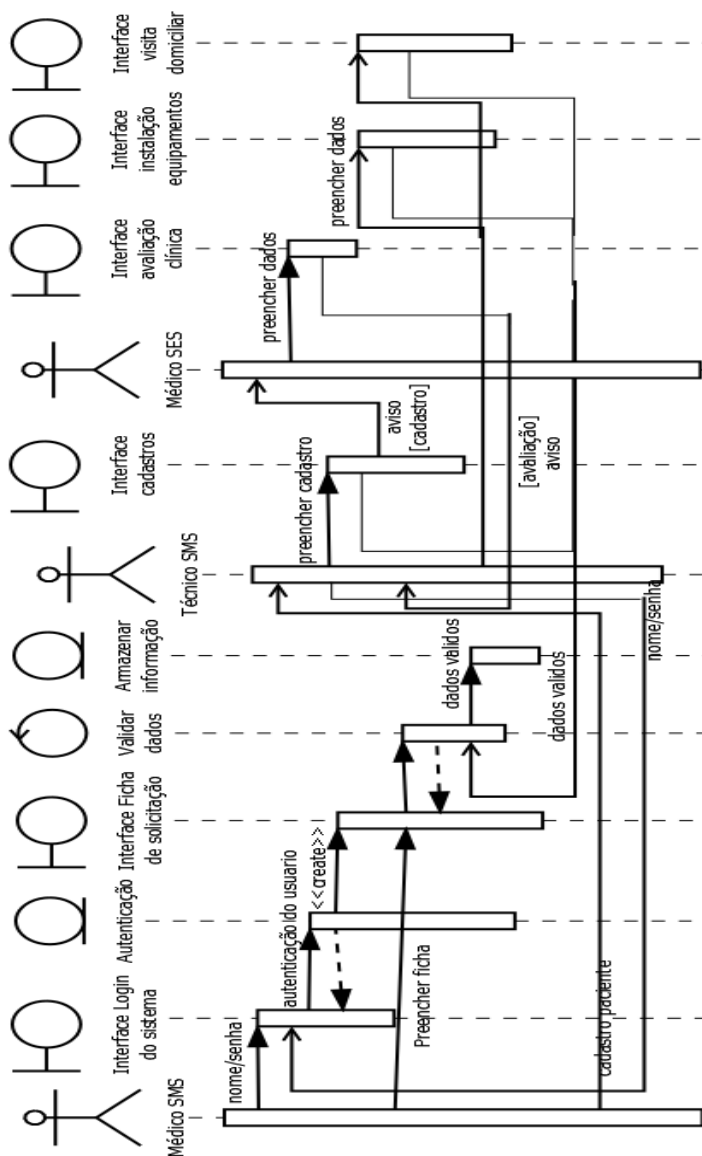 Médico SMS
Interface Login
do sistema
Autenticação
Interface Ficha
de solicitação
Validar
dados
Armazenar
informação
Técnico SMS
Interface
cadastros
Médico SES
Interface
avaliação
clínica
Interface
instalação
equipamentos
Interface
visita
domiciliar
nome/senha
autenticação do usuario
<<create>>
Preencher ficha
dados validos
dados validos
cadastro paciente
nome/senha
preencher cadastro
aviso
[cadastro]
[avaliação]
aviso
preencher dados
preencher dados